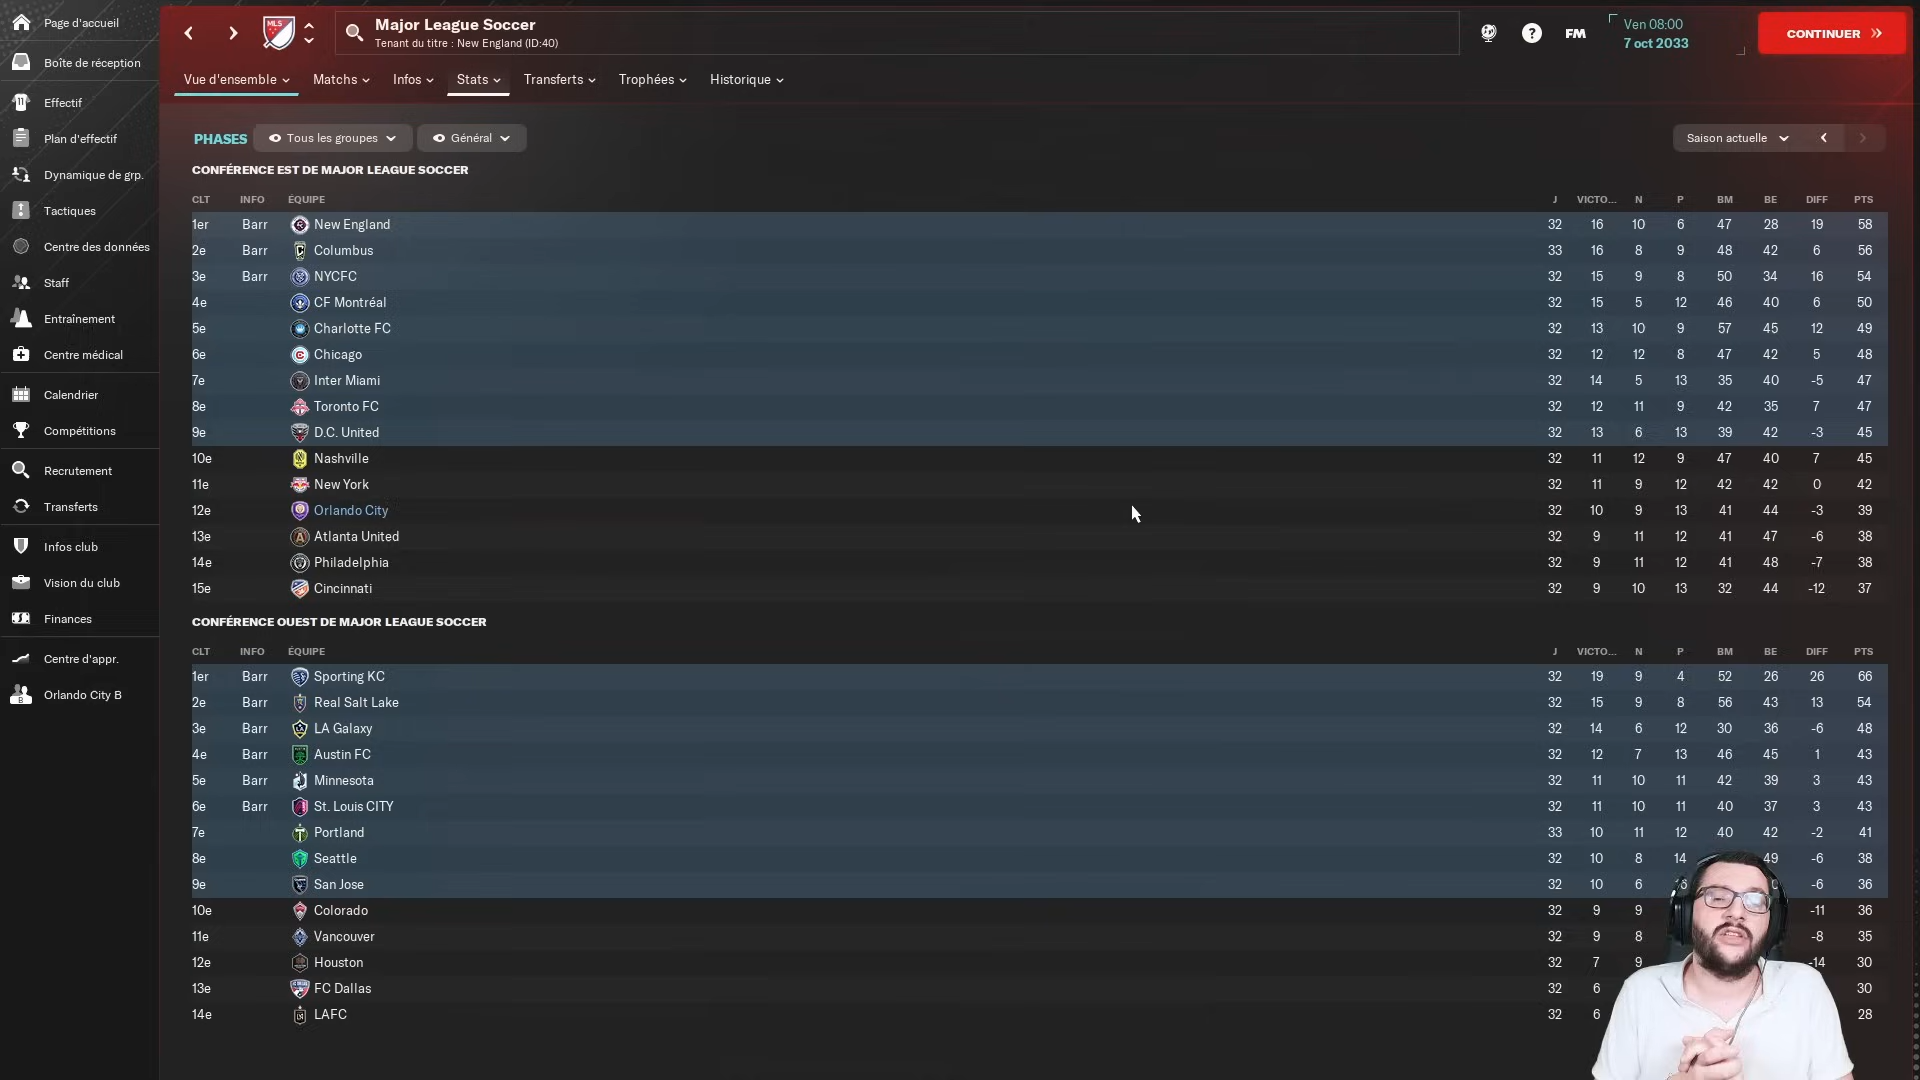 Page d'accueil
Boîte de réception
Effectif
Plan d'effectif
Dynamique de grp.
Tactiques
Centre des données
Staff
Entraînement
Centre médical
Calendrier
Compétitions
Recrutement
Transferts
Infos club
Vision du club
Finances
Centre d'appr.
Orlando City B
Major League Soccer
Tenant du titre : New England (ID:40)
FM
Ven 08:00
7 oct 2033
CONTINUER
Vue d'ensemble Matchs Infos Stats Transferts Trophées Historique
PHASES Tous les groupes Général Saison actuelle
CONFÉRENCE EST DE MAJOR LEAGUE SOCCER
CLT INFO ÉQUIPE J VICTO... N P BM BE DIFF PTS
1er Barr New England 32 16 10 6 47 28 19 58
2e Barr Columbus 33 16 8 9 48 42 6 56
3e Barr NYCFC 32 15 9 8 50 34 16 54
4e CF Montréal 32 15 5 12 46 40 6 50
5e Charlotte FC 32 13 10 9 57 45 12 49
6e Chicago 32 12 12 8 47 42 5 48
7e Inter Miami 32 14 5 13 35 40 -5 47
8e Toronto FC 32 12 11 9 42 35 7 47
9e D.C. United 32 13 6 13 39 42 -3 45
10e Nashville 32 11 12 9 47 40 7 45
11e New York 32 11 9 12 42 42 0 42
12e Orlando City 32 10 9 13 41 44 -3 39
13e Atlanta United 32 9 11 12 41 47 -6 38
14e Philadelphia 32 9 11 12 41 48 -7 38
15e Cincinnati 32 9 10 13 32 44 -12 37
CONFÉRENCE OUEST DE MAJOR LEAGUE SOCCER
CLT INFO ÉQUIPE J VICTO... N P BM BE DIFF PTS
1er Barr Sporting KC 32 19 9 4 52 26 26 66
2e Barr Real Salt Lake 32 15 9 8 56 43 13 54
3e Barr LA Galaxy 32 14 6 12 30 36 -6 48
4e Barr Austin FC 32 12 7 13 46 45 1 43
5e Barr Minnesota 32 11 10 11 42 39 3 43
6e Barr St. Louis CITY 32 11 10 11 40 37 3 43
7e Portland 33 10 11 12 40 42 -2 41
8e Seattle 32 10 8 14 49 -6 38
9e San Jose 32 10 6 -6 36
10e Colorado 32 9 9 -11 36
11e Vancouver 32 9 8 -8 35
12e Houston 32 7 9 -14 30
13e FC Dallas 32 6 30
14e LAFC 32 6 28